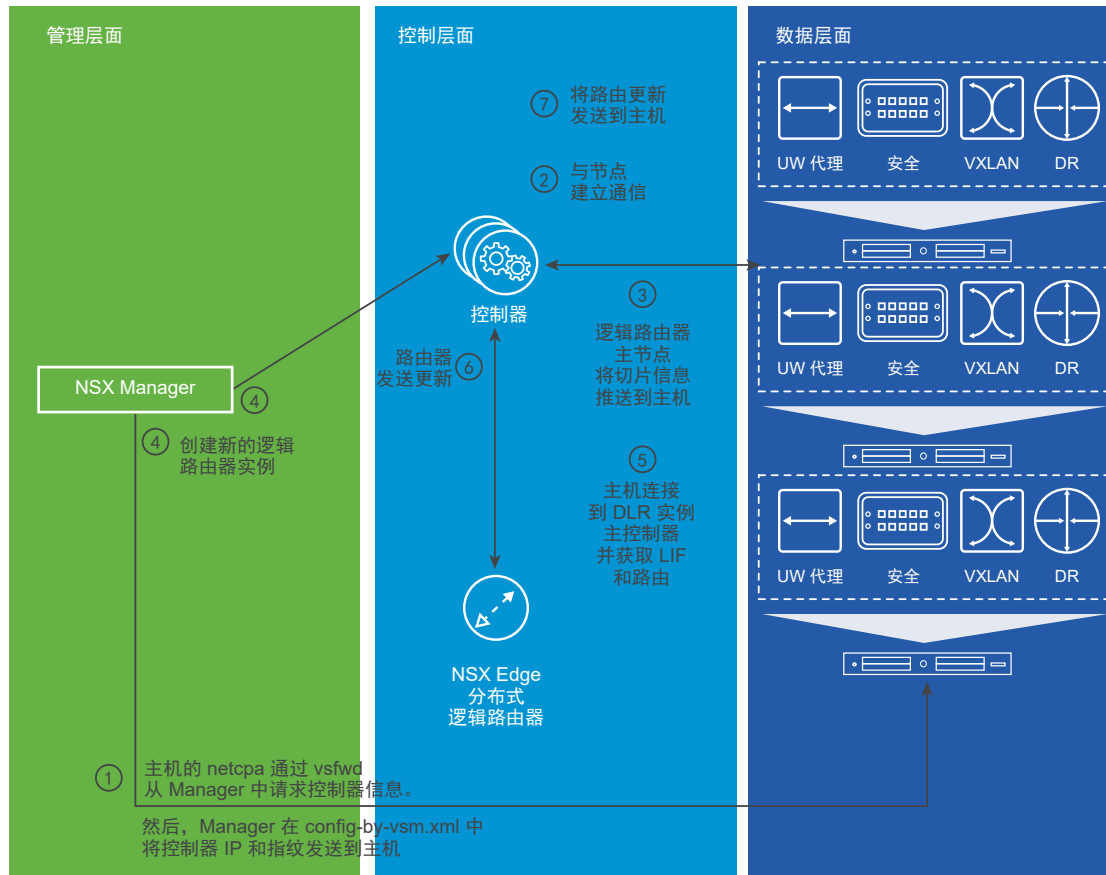 管理层面
控制层面
数据层面
⑦ 将路由更新
发送到主机
② 与节点
建立通信
UW 代理
安全
VXLAN
DR
控制器
③
逻辑路由器
主节点
将切片信息
推送到主机
路由器
发送更新
⑥
UW 代理
安全
VXLAN
DR
NSX Manager
④
④ 创建新的逻辑
路由器实例
⑤
主机连接
到 DLR 实例
主控制器
并获取 LIF
和路由
UW 代理
安全
VXLAN
DR
NSX Edge
分布式
逻辑路由器
① 主机的 netcpa 通过 vsfwd
从 Manager 中请求控制器信息。
然后，Manager 在 config-by-vsm.xml 中
将控制器 IP 和指纹发送到主机